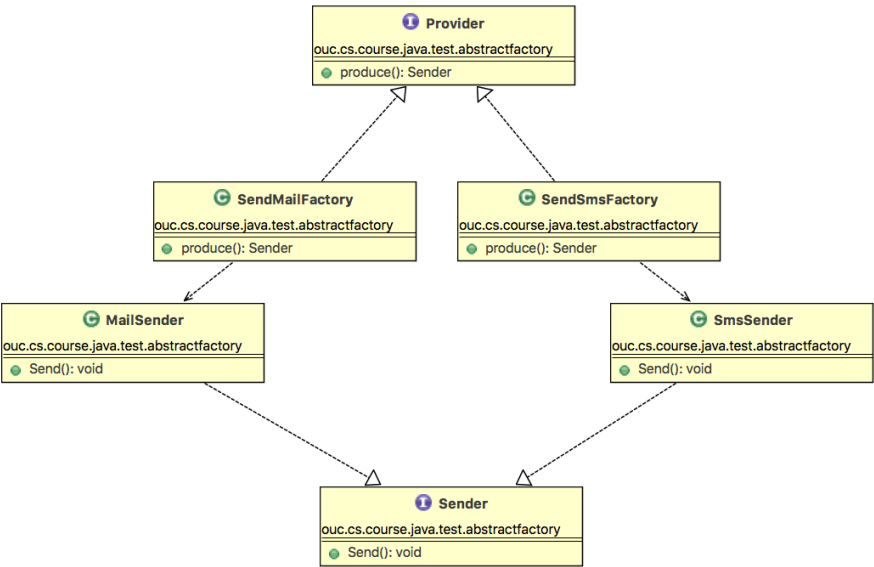 I Provider
ouc.cs.course.java.test.abstractfactory
produce(): Sender
C SendMailFactory
ouc.cs.course.java.test.abstractfactory
produce(): Sender
C SendSmsFactory
ouc.cs.course.java.test.abstractfactory
produce(): Sender
C MailSender
ouc.cs.course.java.test.abstractfactory
Send(): void
C SmsSender
ouc.cs.course.java.test.abstractfactory
Send(): void
I Sender
ouc.cs.course.java.test.abstractfactory
Send(): void